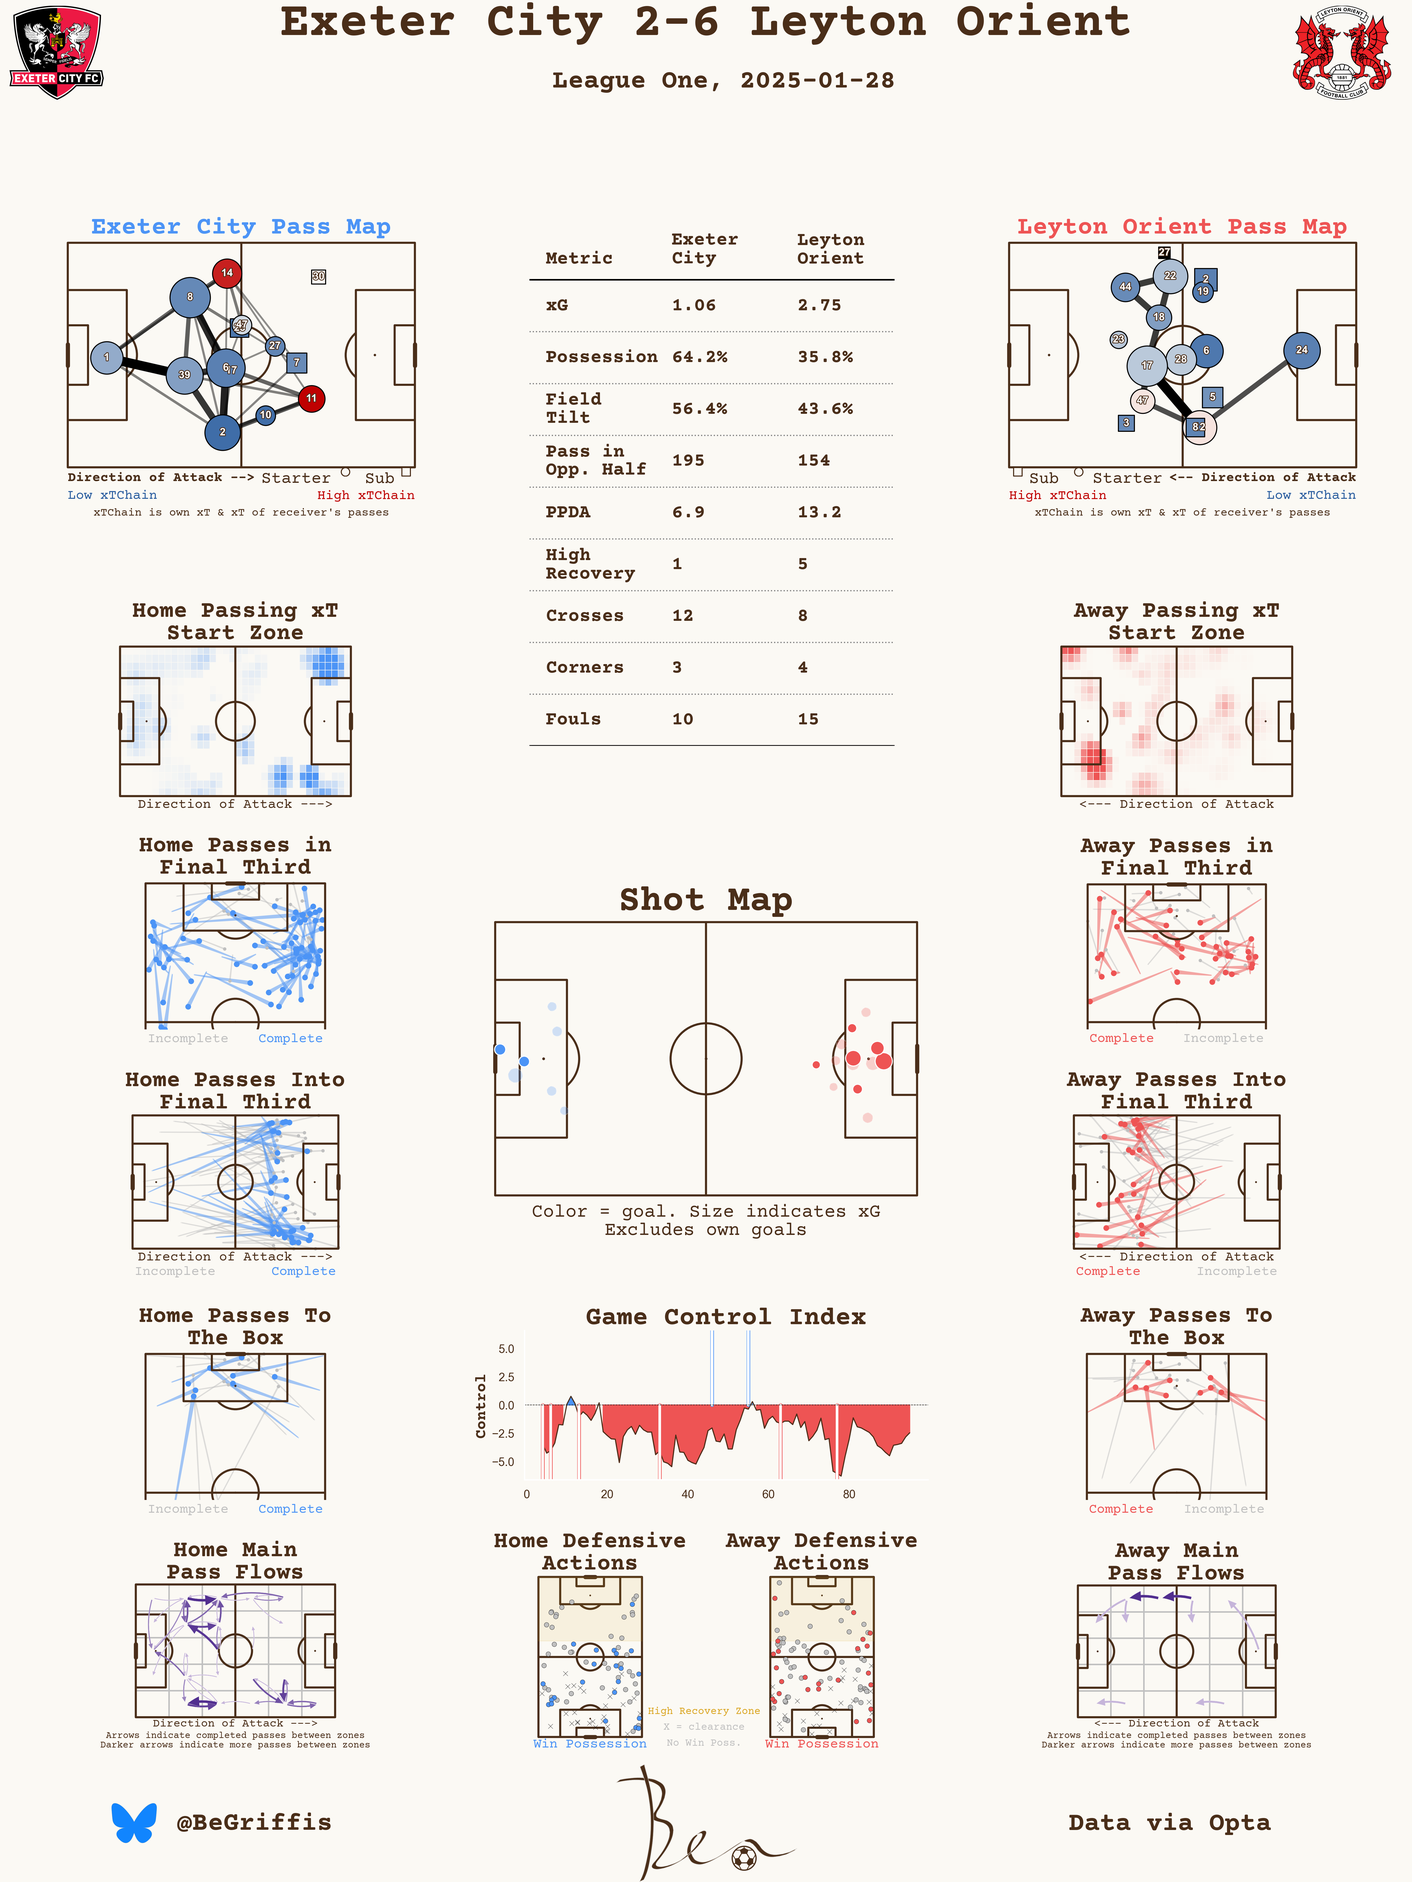 Exeter City 2-6 Leyton Orient
League One, 2025-01-28
EXETER CITY FC
LEYTON ORIENT
1881
FOOTBALL CLUB
Exeter City Pass Map
14
30
8
47
27
1
7
39
6
17
11
10
2
Direction of Attack --> Starter Sub
Low xTChain High xTChain
xTChain is own xT & xT of receiver's passes
Metric Exeter City Leyton Orient
xG 1.06 2.75
Possession 64.2% 35.8%
Field Tilt 56.4% 43.6%
Pass in Opp. Half 195 154
PPDA 6.9 13.2
High Recovery 1 5
Crosses 12 8
Corners 3 4
Fouls 10 15
Leyton Orient Pass Map
27
22
2
44
19
18
23
6
24
28
17
5
47
3
82
Sub Starter <-- Direction of Attack
High xTChain Low xTChain
xTChain is own xT & xT of receiver's passes
Home Passing xT
Start Zone
Direction of Attack --->
Away Passing xT
Start Zone
<--- Direction of Attack
Home Passes in
Final Third
Incomplete Complete
Away Passes in
Final Third
Complete Incomplete
Shot Map
Color = goal. Size indicates xG
Excludes own goals
Home Passes Into
Final Third
Direction of Attack --->
Incomplete Complete
Away Passes Into
Final Third
<--- Direction of Attack
Complete Incomplete
Home Passes To
The Box
Incomplete Complete
Game Control Index
Control
5.0
2.5
0.0
−2.5
−5.0
0 20 40 60 80
Away Passes To
The Box
Complete Incomplete
Home Main
Pass Flows
Direction of Attack --->
Arrows indicate completed passes between zones
Darker arrows indicate more passes between zones
Home Defensive
Actions
Win Possession
High Recovery Zone
X = clearance
No Win Poss.
Away Defensive
Actions
Win Possession
Away Main
Pass Flows
<--- Direction of Attack
Arrows indicate completed passes between zones
Darker arrows indicate more passes between zones
@BeGriffis
Ben
Data via Opta